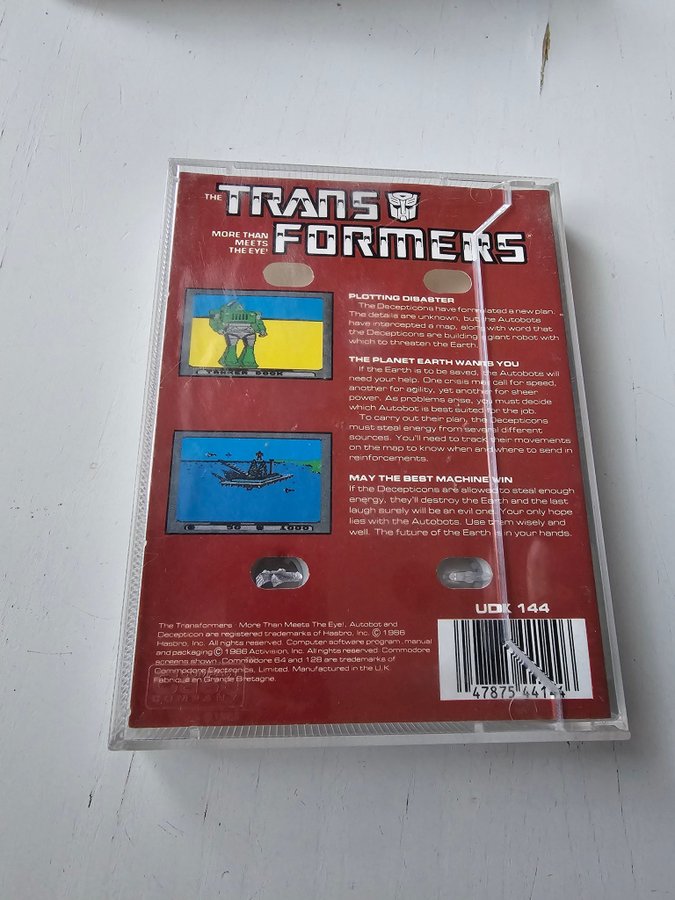 THE TRANS
MORE THAN
MEETS
THE EYE!
FORMERS
PLOTTING DISASTER
The Decepticons have formulated a new plan.
The details are unknown, but the Autobots
have intercepted a map, along with word that
the Decepticons are building a giant robot with
which to threaten the Earth.
TANKER DOCK
THE PLANET EARTH WANTS YOU
If the Earth is to be saved, the Autobots will
need your help. One crisis may call for speed,
another for agility, yet another for sheer
power. As problems arise, you must decide
which Autobot is best suited for the job.
To carry out their plan, the Decepticons
must steal energy from several different
sources. You'll need to track their movements
on the map to know when and where to send in
reinforcements.
MAY THE BEST MACHINE WIN
If the Decepticons are allowed to steal enough
energy, they'll destroy the Earth and the last
laugh surely will be an evil one. Your only hope
lies with the Autobots. Use them wisely and
well. The future of the Earth is in your hands.
50 1000
UDK 144
The Transformers - More Than Meets The Eye!, Autobot and
Decepticon are registered trademarks of Hasbro, Inc. © 1986
Hasbro, Inc. All rights reserved. Computer software program, manual
and packaging © 1986 Activision, Inc. All rights reserved. Commodore
screens shown. Commodore 64 and 128 are trademarks of
Commodore Electronics, Limited. Manufactured in the U.K.
Fabriqué en Grande Bretagne.
47875 44144